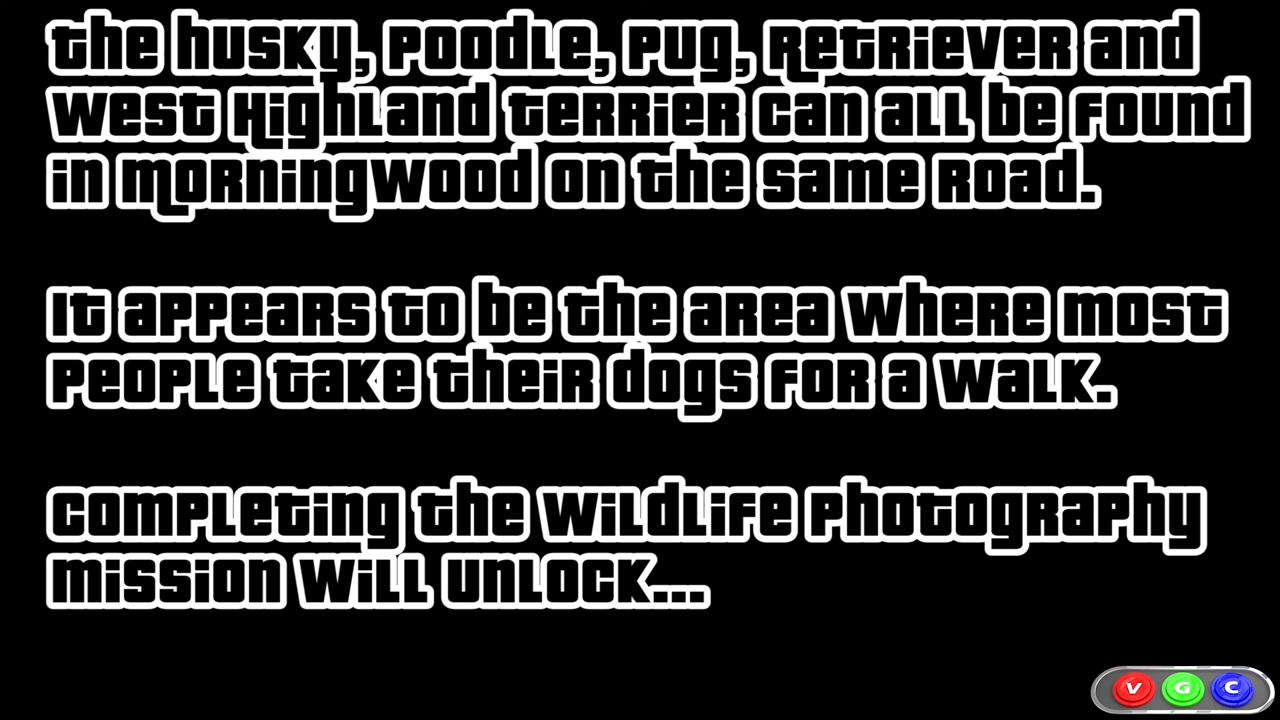 the Husky, Poodle, Pug, Retriever and
West Highland Terrier can all be found
in Morningwood on the same road.
It appears to be the area where most
people take their dogs for a walk.
Completing the Wildlife Photography
mission will unlock...
V G C